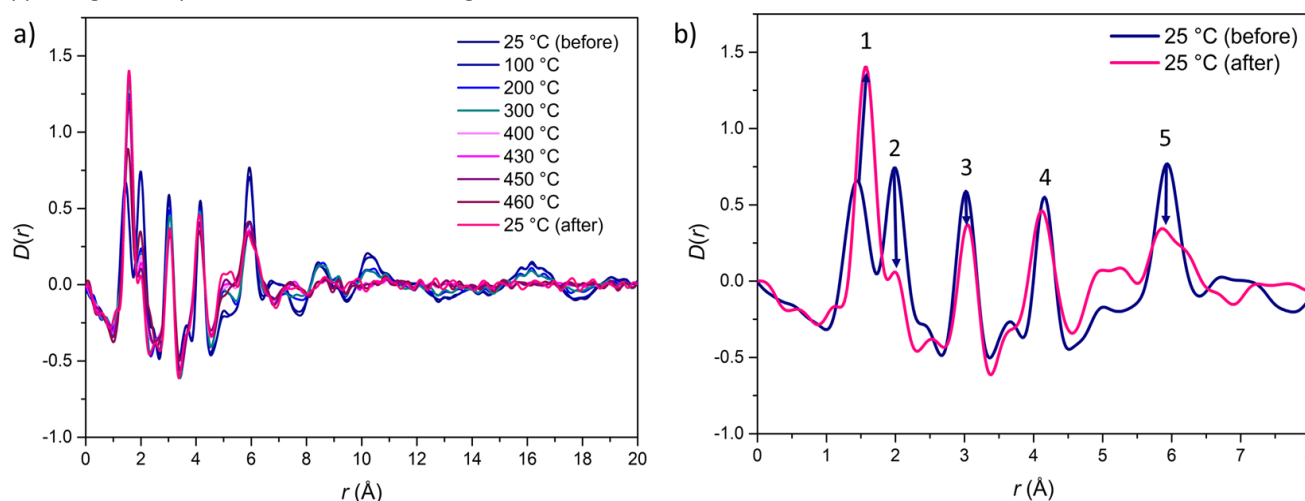 a)
25 °C (before)
100 °C
200 °C
300 °C
400 °C
430 °C
450 °C
460 °C
25 °C (after)
D(r)
1.5
1.0
0.5
0.0
-0.5
-1.0
0 2 4 6 8 10 12 14 16 18 20
r (Å)
b)
25 °C (before)
25 °C (after)
1
2
3
4
5
D(r)
1.5
1.0
0.5
0.0
-0.5
-1.0
0 1 2 3 4 5 6 7
r (Å)